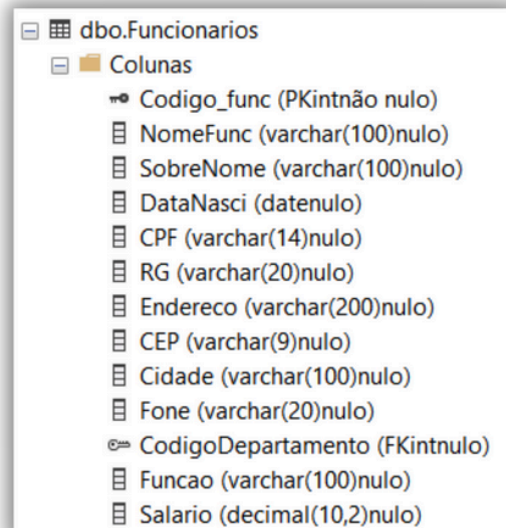 dbo.Funcionarios
Colunas
Codigo_func (PKintnão nulo)
NomeFunc (varchar(100)nulo)
SobreNome (varchar(100)nulo)
DataNasci (datenulo)
CPF (varchar(14)nulo)
RG (varchar(20)nulo)
Endereco (varchar(200)nulo)
CEP (varchar(9)nulo)
Cidade (varchar(100)nulo)
Fone (varchar(20)nulo)
CodigoDepartamento (FKintnulo)
Funcao (varchar(100)nulo)
Salario (decimal(10,2)nulo)